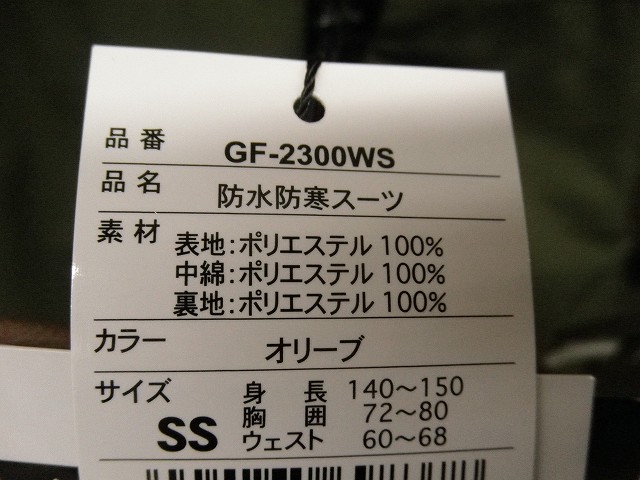 品番 GF-2300WS
品名 防水防寒スーツ
素材 表地：ポリエステル 100%
中綿：ポリエステル 100%
裏地：ポリエステル 100%
カラー オリーブ
サイズ 身長 140～150
胸囲 72～80
SS ウェスト 60～68